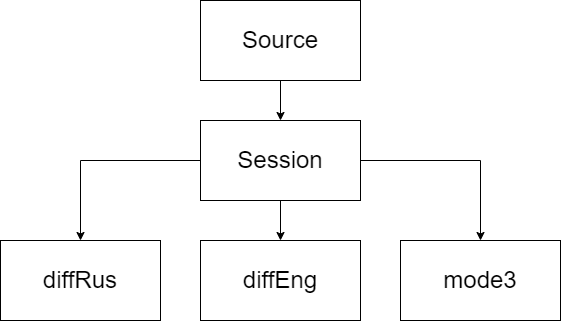 Source
Session
diffRus
diffEng
mode3